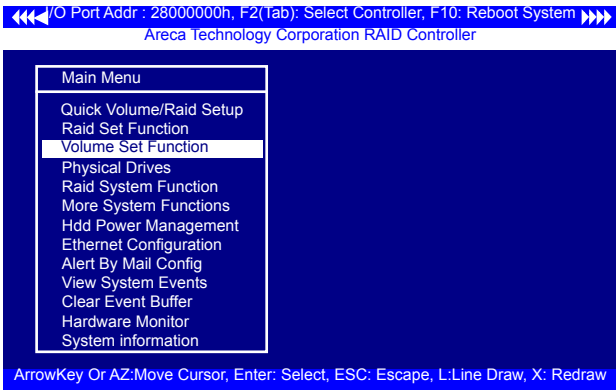 /O Port Addr : 28000000h, F2(Tab): Select Controller, F10: Reboot System
Areca Technology Corporation RAID Controller
Main Menu
Quick Volume/Raid Setup
Raid Set Function
Volume Set Function
Physical Drives
Raid System Function
More System Functions
Hdd Power Management
Ethernet Configuration
Alert By Mail Config
View System Events
Clear Event Buffer
Hardware Monitor
System information
ArrowKey Or AZ:Move Cursor, Enter: Select, ESC: Escape, L:Line Draw, X: Redraw